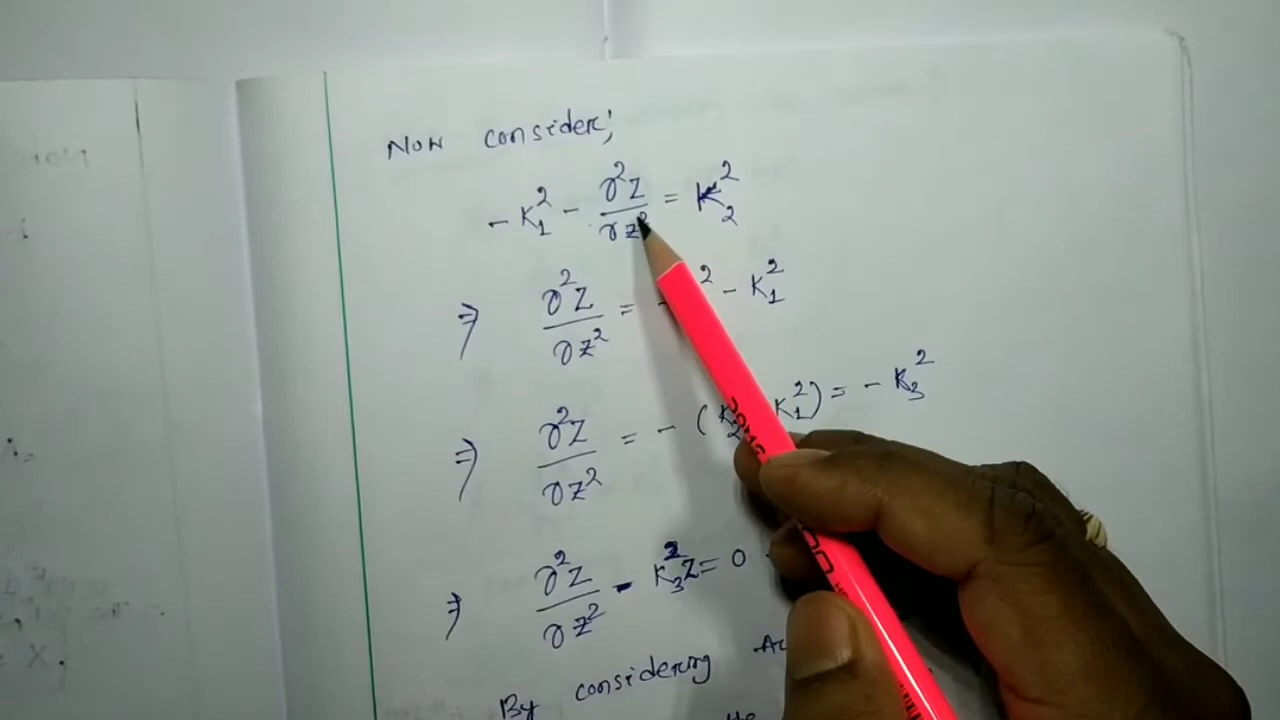 Now consider;
- K₁² - ∂²Z/∂z² = K₂²
⇒ ∂²Z/∂z² = - ² - K₁²
⇒ ∂²Z/∂z² = - (K₂² K₁²) = - K₃²
⇒ ∂²Z/∂z² - K₃²Z = 0
By considering